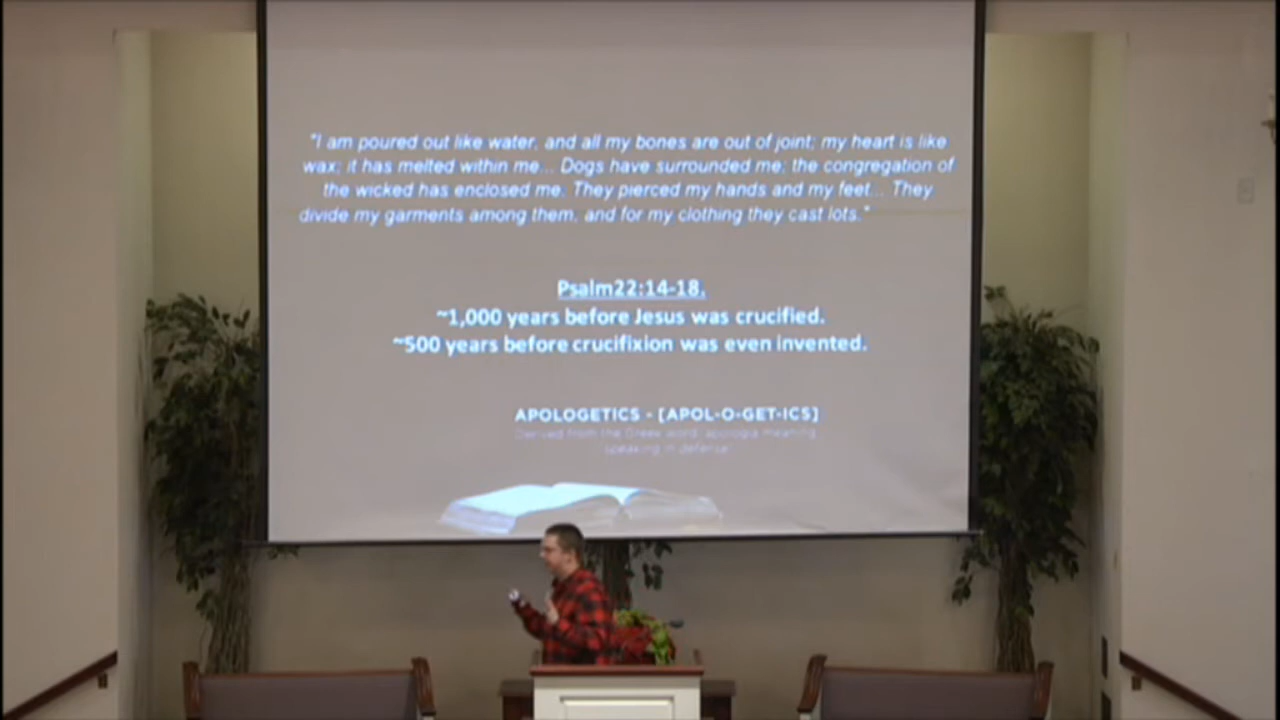 "I am poured out like water, and all my bones are out of joint; my heart is like
wax; it has melted within me... Dogs have surrounded me; the congregation of
the wicked has enclosed me. They pierced my hands and my feet... They
divide my garments among them, and for my clothing they cast lots."
Psalm22:14-18.
~1,000 years before Jesus was crucified.
~500 years before crucifixion was even invented.
APOLOGETICS - [APOL-O-GET-ICS]
Derived from the Greek word: apologia meaning
speaking in defense